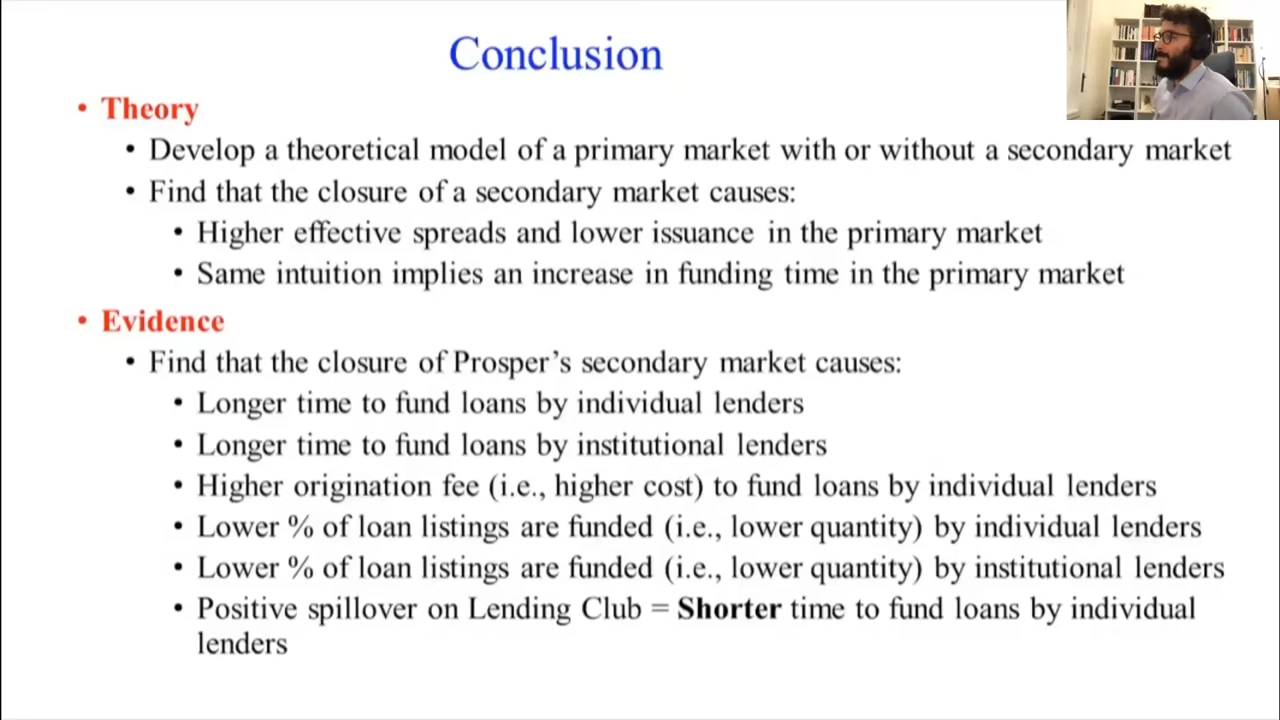 Conclusion
• Theory
• Develop a theoretical model of a primary market with or without a secondary market
• Find that the closure of a secondary market causes:
• Higher effective spreads and lower issuance in the primary market
• Same intuition implies an increase in funding time in the primary market
• Evidence
• Find that the closure of Prosper’s secondary market causes:
• Longer time to fund loans by individual lenders
• Longer time to fund loans by institutional lenders
• Higher origination fee (i.e., higher cost) to fund loans by individual lenders
• Lower % of loan listings are funded (i.e., lower quantity) by individual lenders
• Lower % of loan listings are funded (i.e., lower quantity) by institutional lenders
• Positive spillover on Lending Club = Shorter time to fund loans by individual
lenders